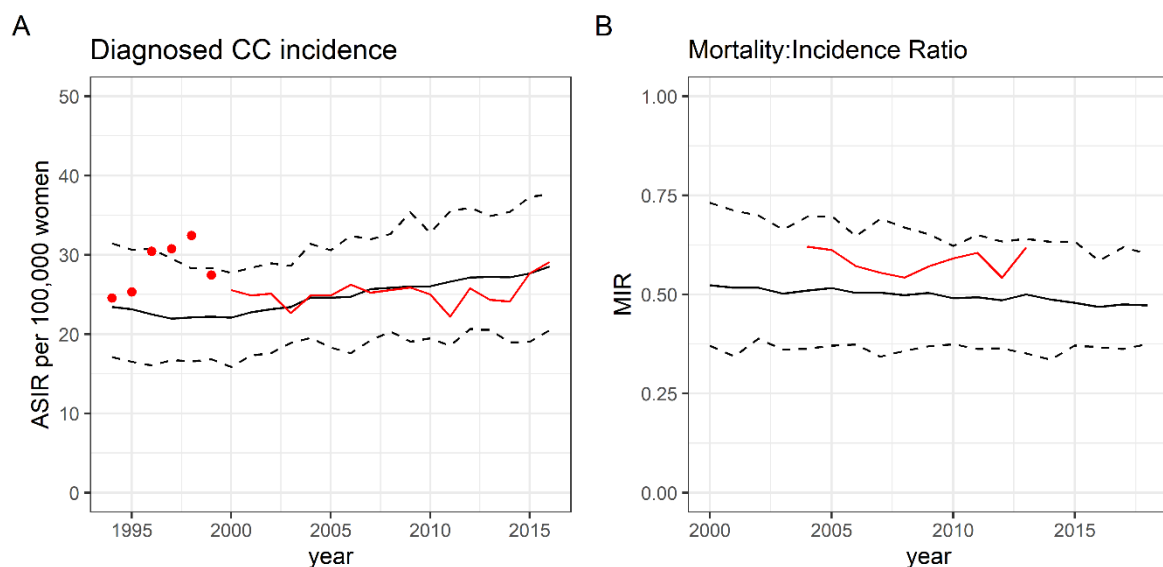 A
Diagnosed CC incidence
ASIR per 100,000 women
50
40
30
20
10
0
1995 2000 2005 2010 2015
year
B
Mortality:Incidence Ratio
MIR
1.00
0.75
0.50
0.25
0.00
2000 2005 2010 2015
year